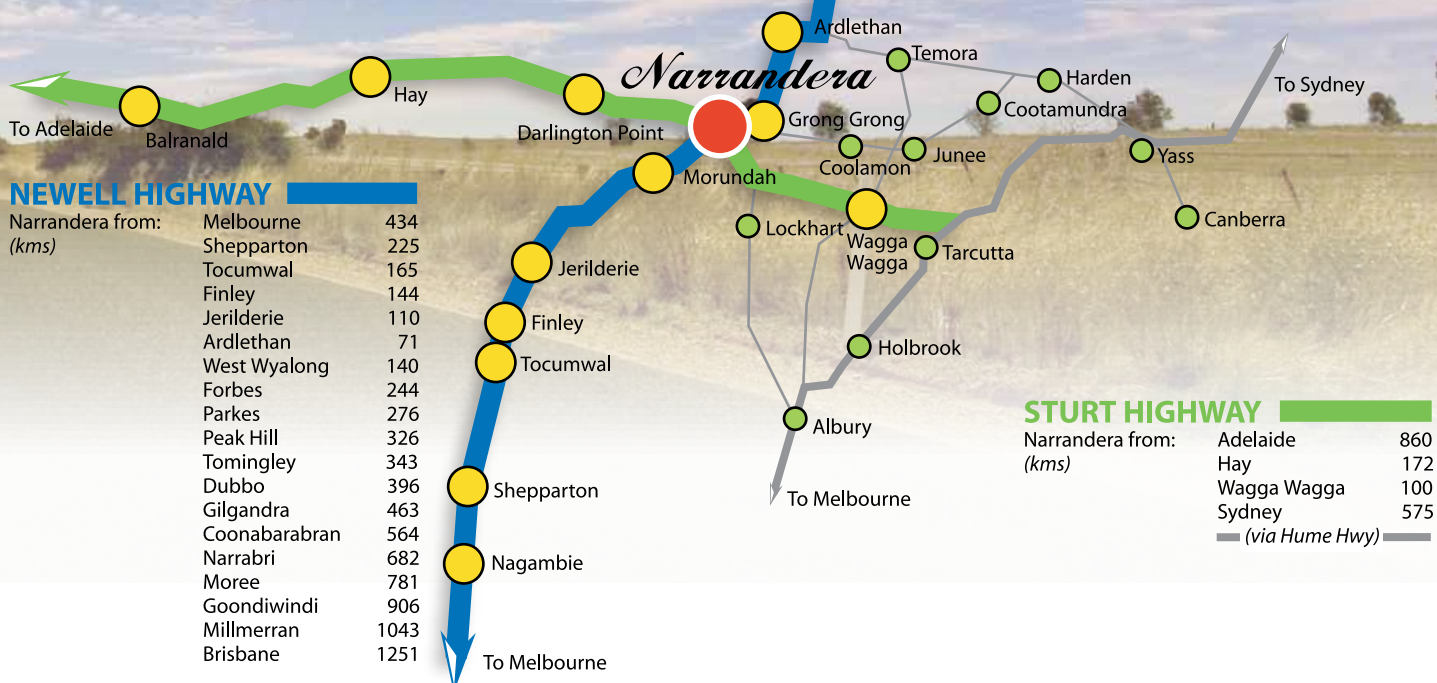 Ardlethan
Temora
Narrandera
Harden
To Sydney
Hay
Cootamundra
To Adelaide
Balranald
Darlington Point
Grong Grong
Coolamon
Junee
Yass
Morundah
Canberra
Lockhart
Wagga
Wagga
Tarcutta
Jerilderie
Finley
Holbrook
Tocumwal
Albury
Shepparton
To Melbourne
Nagambie
To Melbourne
NEWELL HIGHWAY
Narrandera from: Melbourne 434
(kms) Shepparton 225
Tocumwal 165
Finley 144
Jerilderie 110
Ardlethan 71
West Wyalong 140
Forbes 244
Parkes 276
Peak Hill 326
Tomingley 343
Dubbo 396
Gilgandra 463
Coonabarabran 564
Narrabri 682
Moree 781
Goondiwindi 906
Millmerran 1043
Brisbane 1251
STURT HIGHWAY
Narrandera from: Adelaide 860
(kms) Hay 172
Wagga Wagga 100
Sydney 575
(via Hume Hwy)